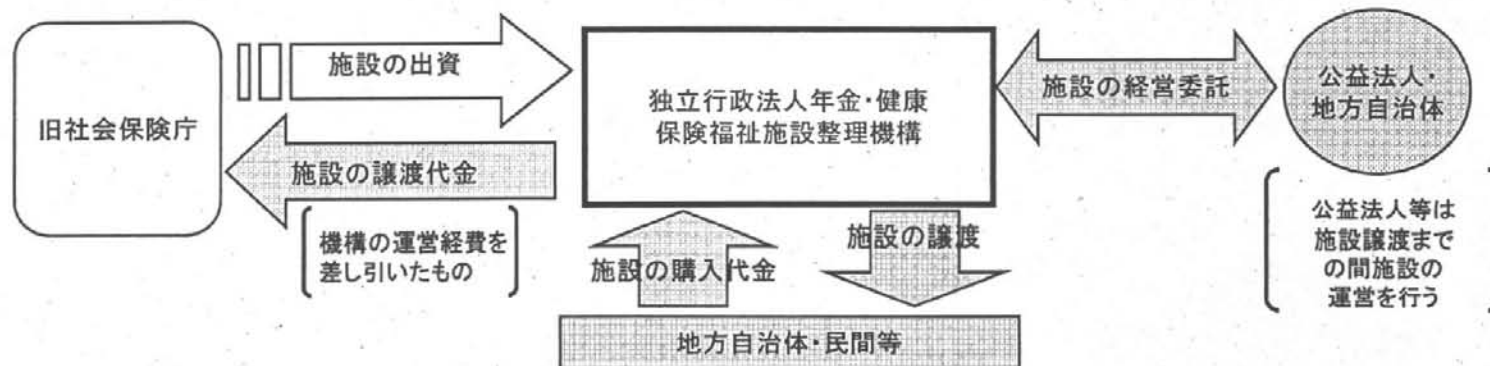 旧社会保険庁
施設の出資
施設の譲渡代金
機構の運営経費を
差し引いたもの
独立行政法人年金・健康
保険福祉施設整理機構
施設の購入代金
施設の譲渡
地方自治体・民間等
施設の経営委託
公益法人・
地方自治体
公益法人等は
施設譲渡まで
の間施設の
運営を行う